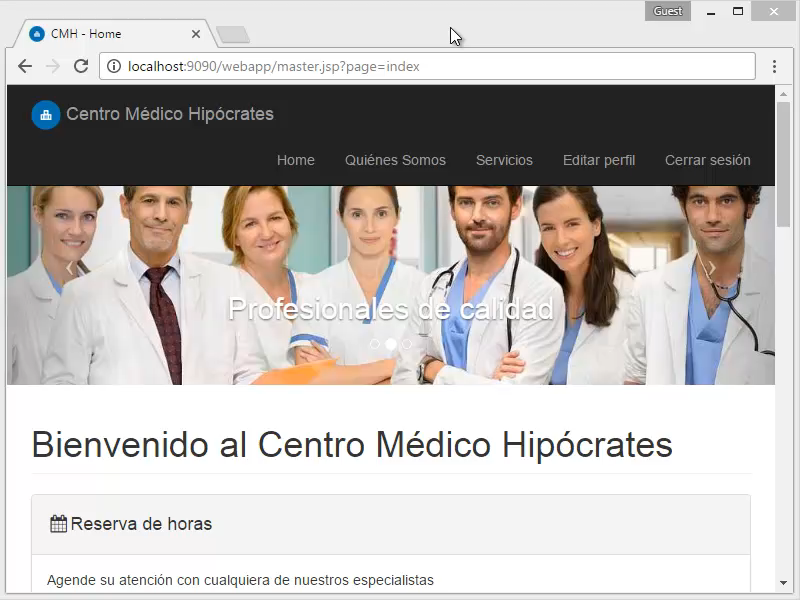 Guest
CMH - Home
localhost:9090/webapp/master.jsp?page=index
Centro Médico Hipócrates
Home Quiénes Somos Servicios Editar perfil Cerrar sesión
Profesionales de calidad
Bienvenido al Centro Médico Hipócrates
Reserva de horas
Agende su atención con cualquiera de nuestros especialistas